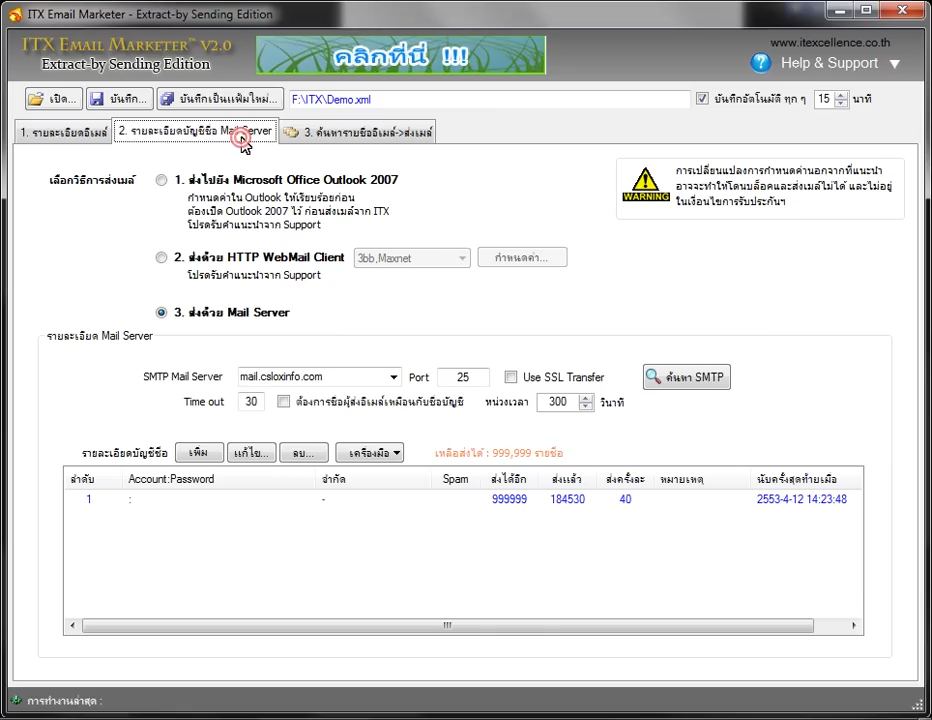 ITX Email Marketer - Extract-by Sending Edition
ITX EMAIL MARKETER™ V2.0
Extract-by Sending Edition
คลิกที่นี่ !!!
www.itexcellence.co.th
Help & Support
เปิด...
บันทึก...
บันทึกเป็นแฟ้มใหม่...
F:\ITX\Demo.xml
บันทึกอัตโนมัติ ทุก ๆ 15 นาที
1. รายละเอียดอีเมล์
2. รายละเอียดบัญชีชื่อ Mail Server
3. ค้นหารายชื่ออีเมล์->ส่งเมล์
เลือกวิธีการส่งเมล์
1. ส่งไปยัง Microsoft Office Outlook 2007
กำหนดค่าใน Outlook ให้เรียบร้อยก่อน
ต้องเปิด Outlook 2007 ไว้ ก่อนส่งเมล์จาก ITX
โปรดรับคำแนะนำจาก Support
WARNING
การเปลี่ยนแปลงการกำหนดค่านอกจากที่แนะนำ
อาจจะทำให้โดนบล็อคและส่งเมล์ไม่ได้ และไม่อยู่
ในเงื่อนไขการรับประกันฯ
2. ส่งด้วย HTTP WebMail Client 3bb,Maxnet กำหนดค่า...
โปรดรับคำแนะนำจาก Support
3. ส่งด้วย Mail Server
รายละเอียด Mail Server
SMTP Mail Server mail.csloxinfo.com Port 25 Use SSL Transfer ค้นหา SMTP
Time out 30 ต้องการชื่อผู้ส่งอีเมล์เหมือนกับชื่อบัญชี หน่วงเวลา 300 วินาที
รายละเอียดบัญชีชื่อ เพิ่ม แก้ไข... ลบ... เครื่องมือ เหลือส่งได้ : 999,999 รายชื่อ
ลำดับ Account:Password จำกัด Spam ส่งได้อีก ส่งแล้ว ส่งครั้งละ หมายเหตุ นับครั้งสุดท้ายเมื่อ
1 : - 999999 184530 40 2553-4-12 14:23:48
การทำงานล่าสุด :